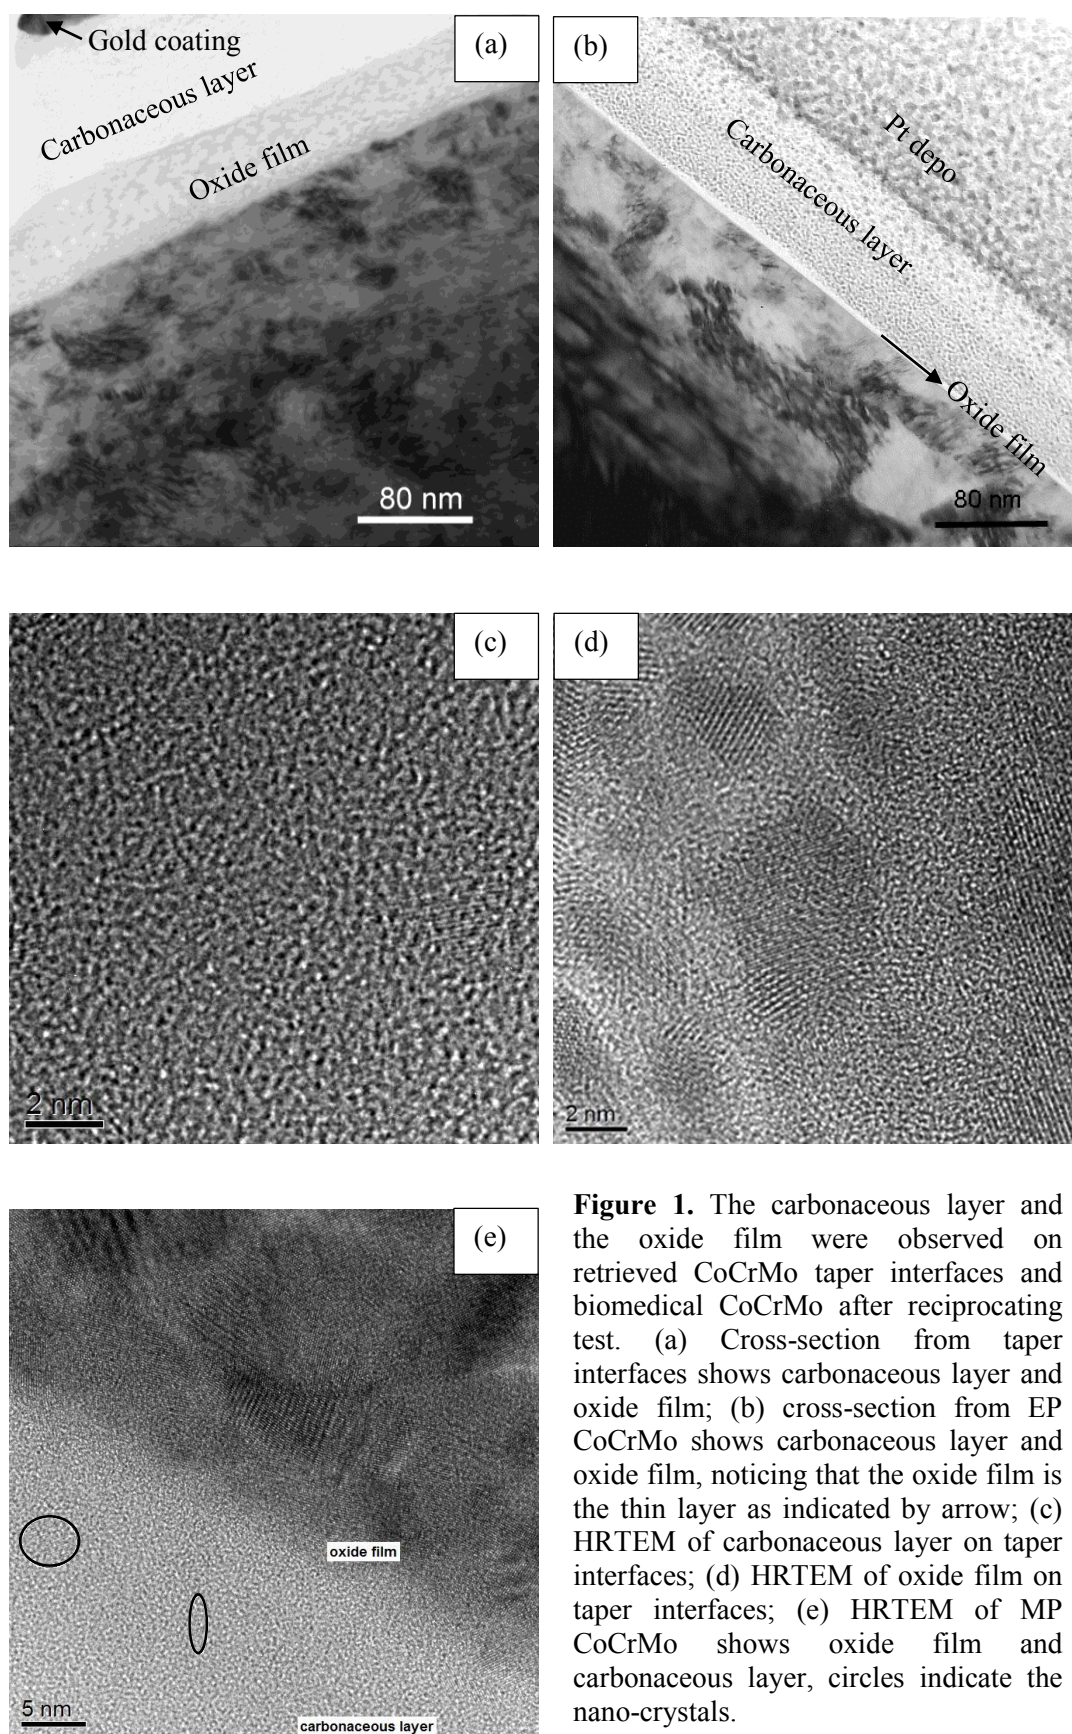 Gold coating
(a)
Carbonaceous layer
Oxide film
80 nm
(b)
Pt depo
Carbonaceous layer
Oxide film
80 nm
(c)
2 nm
(d)
2 nm
(e)
oxide film
5 nm
carbonaceous layer
Figure 1. The carbonaceous layer and
the oxide film were observed on
retrieved CoCrMo taper interfaces and
biomedical CoCrMo after reciprocating
test. (a) Cross-section from taper
interfaces shows carbonaceous layer and
oxide film; (b) cross-section from EP
CoCrMo shows carbonaceous layer and
oxide film, noticing that the oxide film is
the thin layer as indicated by arrow; (c)
HRTEM of carbonaceous layer on taper
interfaces; (d) HRTEM of oxide film on
taper interfaces; (e) HRTEM of MP
CoCrMo shows oxide film and
carbonaceous layer, circles indicate the
nano-crystals.